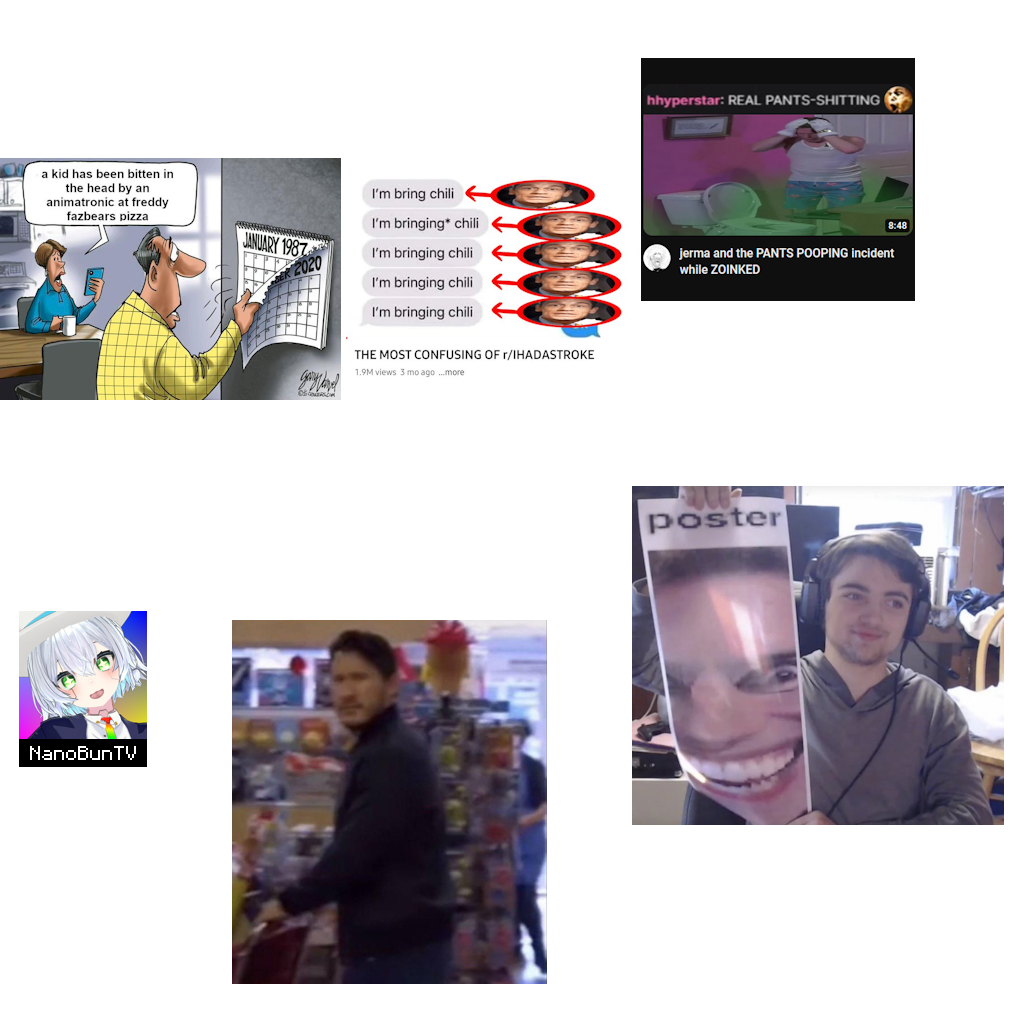 a kid has been bitten in
the head by an
animatronic at freddy
fazbears pizza
JANUARY 1987
2020
I'm bring chili
I'm bringing* chili
I'm bringing chili
I'm bringing chili
I'm bringing chili
THE MOST CONFUSING OF r/IHADASTROKE
1.9M views 3 mo ago ...more
hhyperstar: REAL PANTS-SHITTING
8:48
jerma and the PANTS POOPING incident
while ZOINKED
poster
NanoBunTV